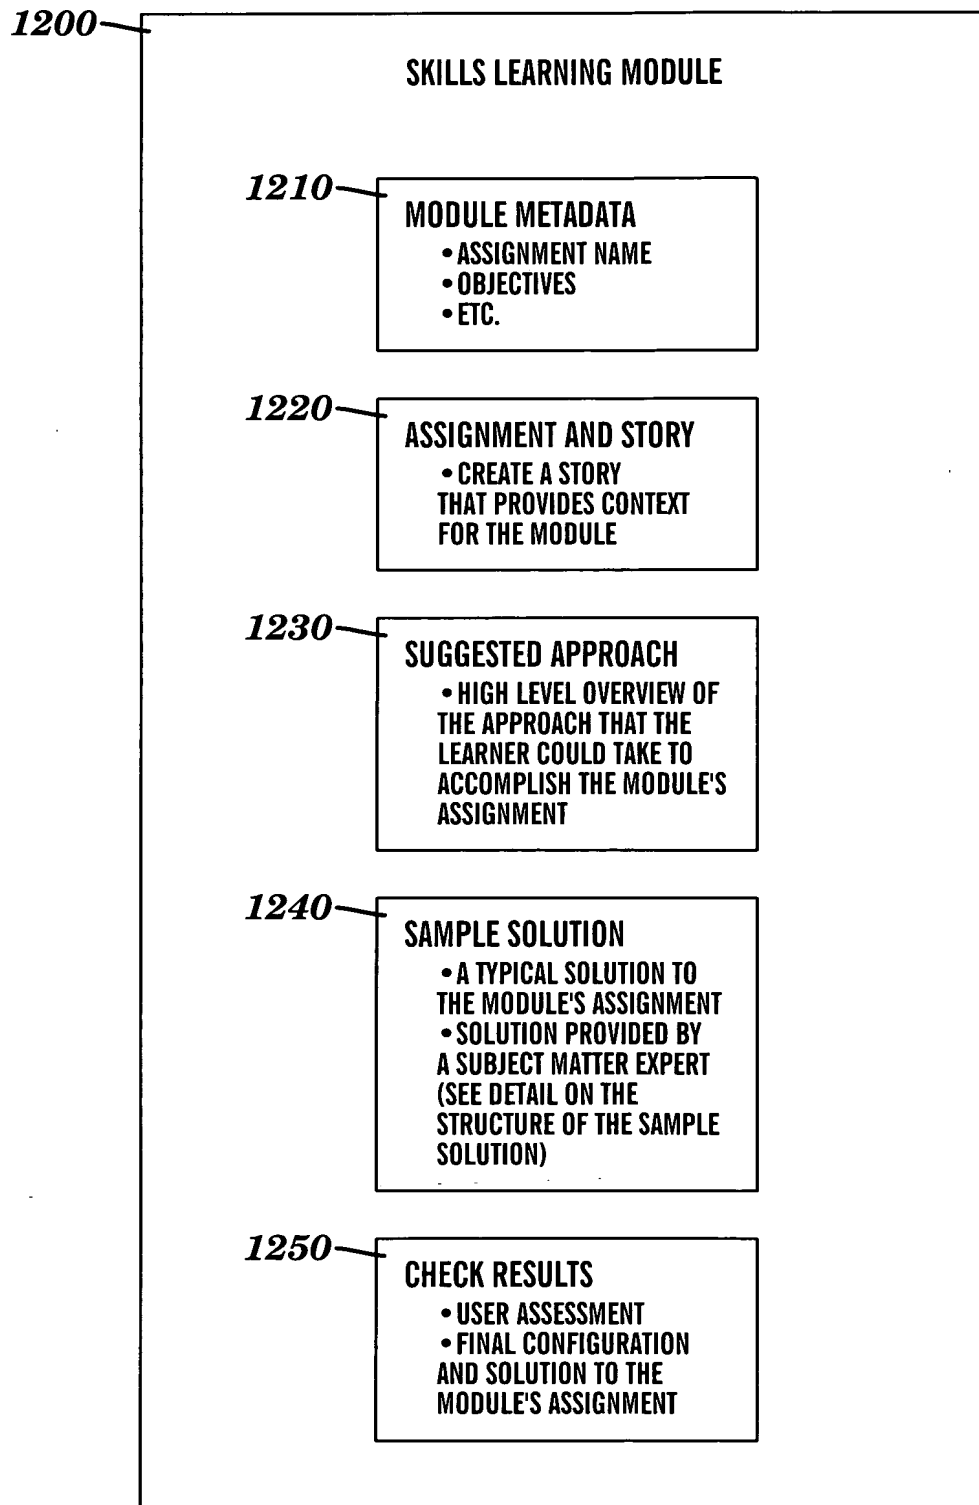 1200
SKILLS LEARNING MODULE
1210
MODULE METADATA
• ASSIGNMENT NAME
• OBJECTIVES
• ETC.
1220
ASSIGNMENT AND STORY
• CREATE A STORY
THAT PROVIDES CONTEXT
FOR THE MODULE
1230
SUGGESTED APPROACH
• HIGH LEVEL OVERVIEW OF
THE APPROACH THAT THE
LEARNER COULD TAKE TO
ACCOMPLISH THE MODULE'S
ASSIGNMENT
1240
SAMPLE SOLUTION
• A TYPICAL SOLUTION TO
THE MODULE'S ASSIGNMENT
• SOLUTION PROVIDED BY
A SUBJECT MATTER EXPERT
(SEE DETAIL ON THE
STRUCTURE OF THE SAMPLE
SOLUTION)
1250
CHECK RESULTS
• USER ASSESSMENT
• FINAL CONFIGURATION
AND SOLUTION TO THE
MODULE'S ASSIGNMENT